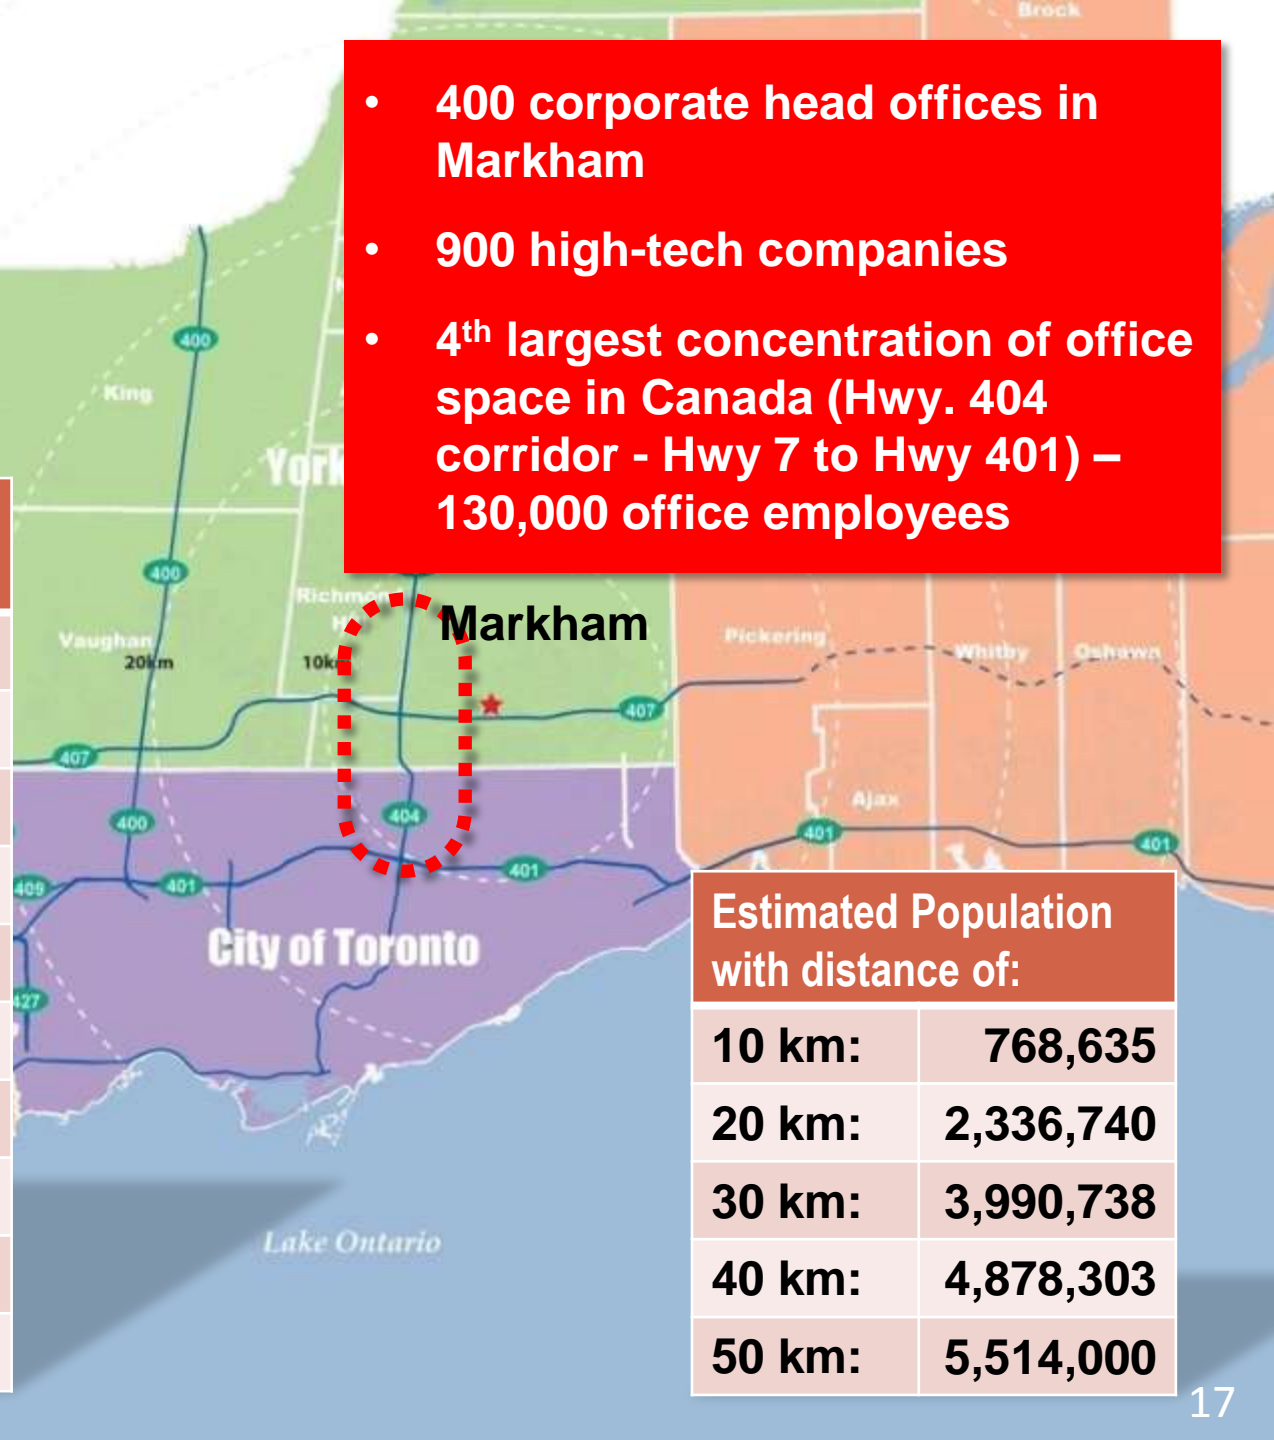 Brock
• 400 corporate head offices in
Markham
• 900 high-tech companies
• 4th largest concentration of office
space in Canada (Hwy. 404
corridor - Hwy 7 to Hwy 401) –
130,000 office employees
400
King
York
400
Richmond
Markham
Vaughan
20km
10km
Pickering
Whitby
Oshawa
407
407
Ajax
400
404
401
401
409
401
401
City of Toronto
427
Estimated Population
with distance of:
10 km: 768,635
20 km: 2,336,740
30 km: 3,990,738
40 km: 4,878,303
50 km: 5,514,000
Lake Ontario
17